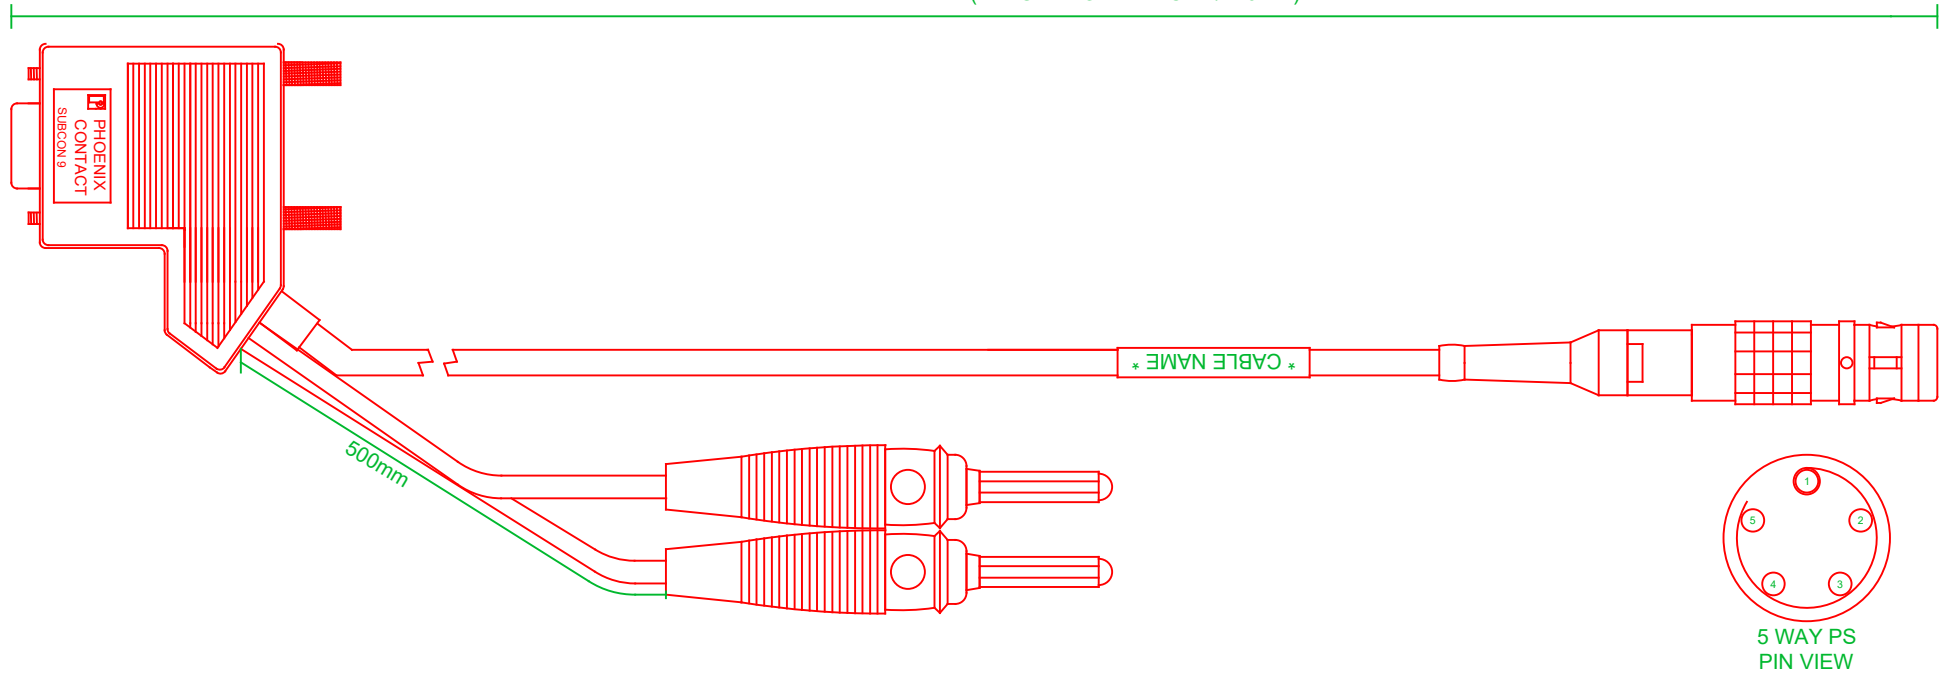 PHOENIX
CONTACT
SUBCON 9
* CABLE NAME *
500mm
1
2
3
4
5
5 WAY PS
PIN VIEW